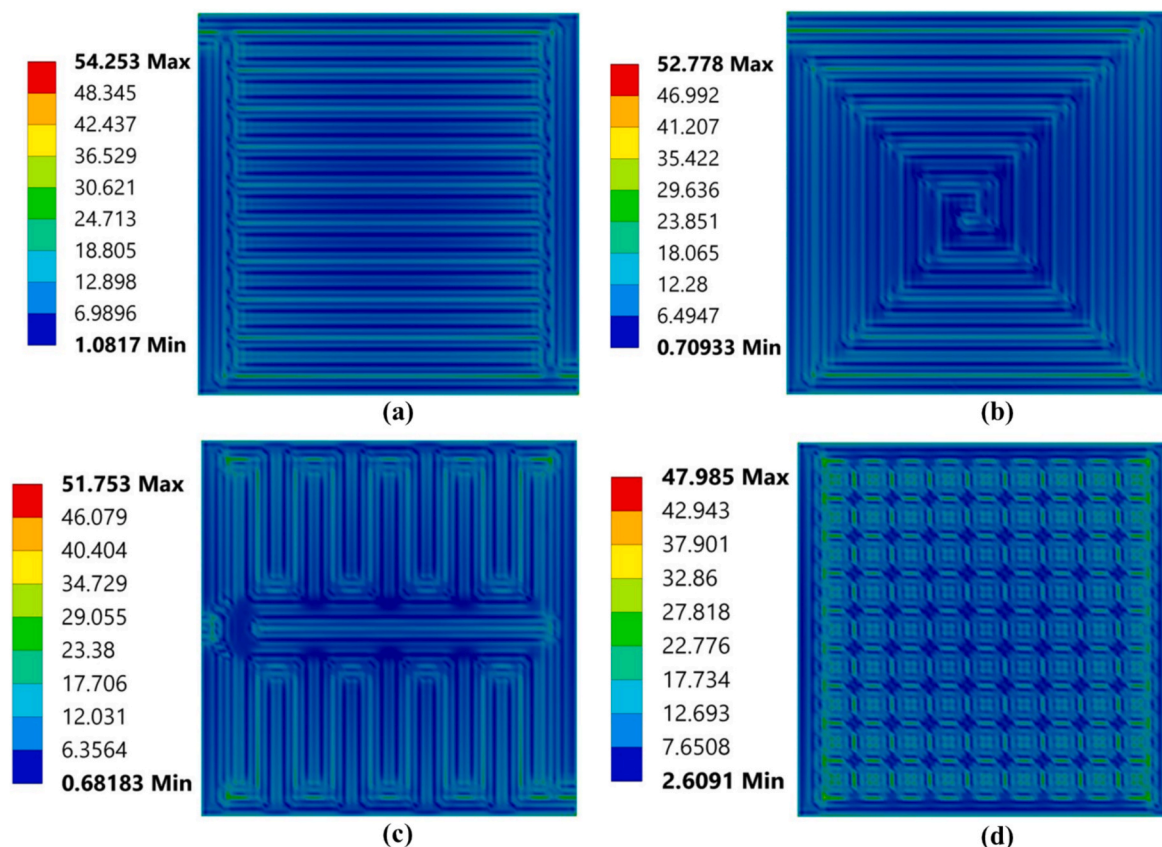 54.253 Max
48.345
42.437
36.529
30.621
24.713
18.805
12.898
6.9896
1.0817 Min
(a)
52.778 Max
46.992
41.207
35.422
29.636
23.851
18.065
12.28
6.4947
0.70933 Min
(b)
51.753 Max
46.079
40.404
34.729
29.055
23.38
17.706
12.031
6.3564
0.68183 Min
(c)
47.985 Max
42.943
37.901
32.86
27.818
22.776
17.734
12.693
7.6508
2.6091 Min
(d)